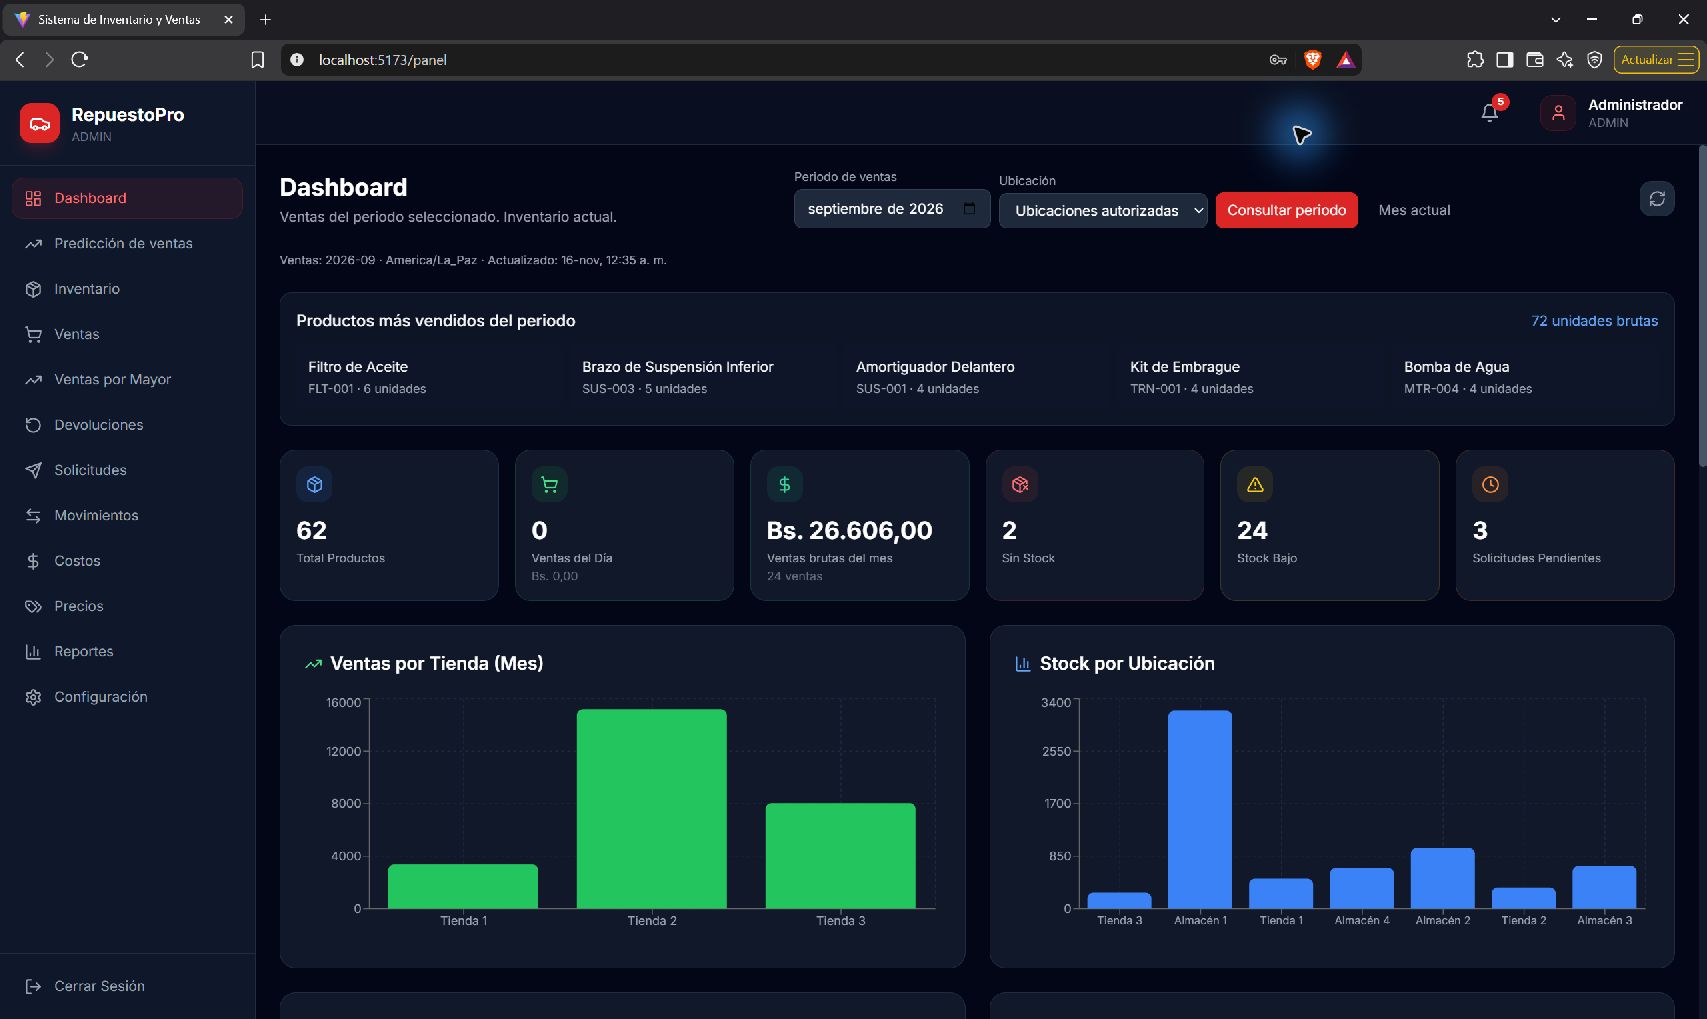 Sistema de Inventario y Ventas
localhost:5173/panel
Actualizar
RepuestoPro
ADMIN
5
Administrador
ADMIN
Dashboard
Predicción de ventas
Inventario
Ventas
Ventas por Mayor
Devoluciones
Solicitudes
Movimientos
Costos
Precios
Reportes
Configuración
Cerrar Sesión
Dashboard
Ventas del periodo seleccionado. Inventario actual.
Periodo de ventas
septiembre de 2026
Ubicación
Ubicaciones autorizadas
Consultar periodo
Mes actual
Ventas: 2026-09 · America/La_Paz · Actualizado: 16-nov, 12:35 a. m.
Productos más vendidos del periodo
72 unidades brutas
Filtro de Aceite
FLT-001 · 6 unidades
Brazo de Suspensión Inferior
SUS-003 · 5 unidades
Amortiguador Delantero
SUS-001 · 4 unidades
Kit de Embrague
TRN-001 · 4 unidades
Bomba de Agua
MTR-004 · 4 unidades
62
Total Productos
0
Ventas del Día
Bs. 0,00
Bs. 26.606,00
Ventas brutas del mes
24 ventas
2
Sin Stock
24
Stock Bajo
3
Solicitudes Pendientes
Ventas por Tienda (Mes)
16000
12000
8000
4000
0
Tienda 1
Tienda 2
Tienda 3
Stock por Ubicación
3400
2550
1700
850
0
Tienda 3
Almacén 1
Tienda 1
Almacén 4
Almacén 2
Tienda 2
Almacén 3